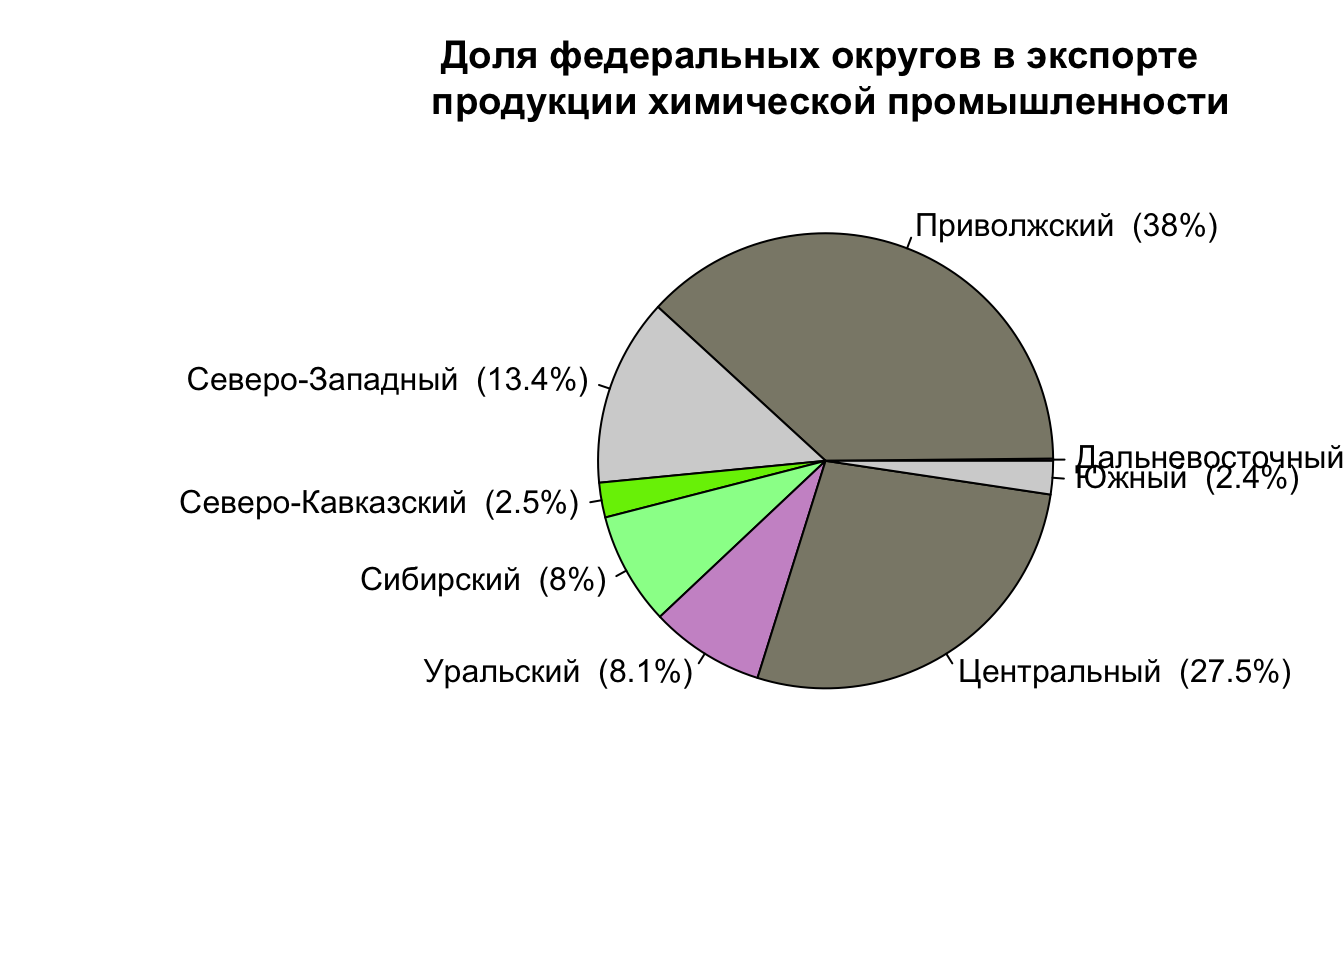 Доля федеральных округов в экспорте
продукции химической промышленности
Приволжский (38%)
Северо-Западный (13.4%)
Дальневосточный
Южный (2.4%)
Северо-Кавказский (2.5%)
Сибирский (8%)
Уральский (8.1%)
Центральный (27.5%)